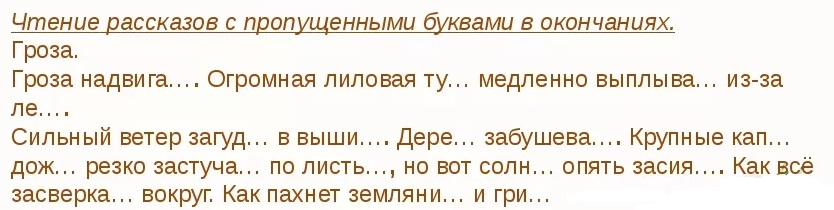 Чтение рассказов с пропущенными буквами в окончаниях.
Гроза.
Гроза надвига…. Огромная лиловая ту… медленно выплыва… из-за
ле….
Сильный ветер загуд… в выши…. Дере… забушева…. Крупные кап…
дож… резко застуча… по листь…, но вот солн… опять засия…. Как всё
засверка… вокруг. Как пахнет земляни… и гри…